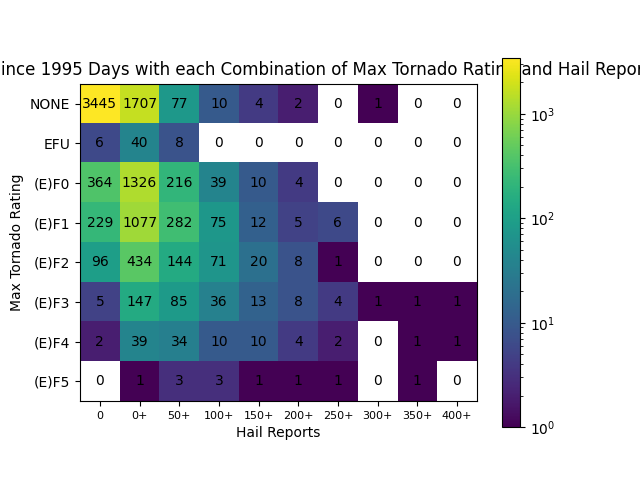 ince 1995 Days with each Combination of Max Tornado Rating and Hail Repor
NONE 3445 1707 77 10 4 2 0 1 0 0
EFU 6 40 8 0 0 0 0 0 0 0
(E)F0 364 1326 216 39 10 4 0 0 0 0
(E)F1 229 1077 282 75 12 5 6 0 0 0
(E)F2 96 434 144 71 20 8 1 0 0 0
(E)F3 5 147 85 36 13 8 4 1 1 1
(E)F4 2 39 34 10 10 4 2 0 1 1
(E)F5 0 1 3 3 1 1 1 0 1 0
0 0+ 50+ 100+ 150+ 200+ 250+ 300+ 350+ 400+
Hail Reports
Max Tornado Rating
10³
10²
10¹
10⁰